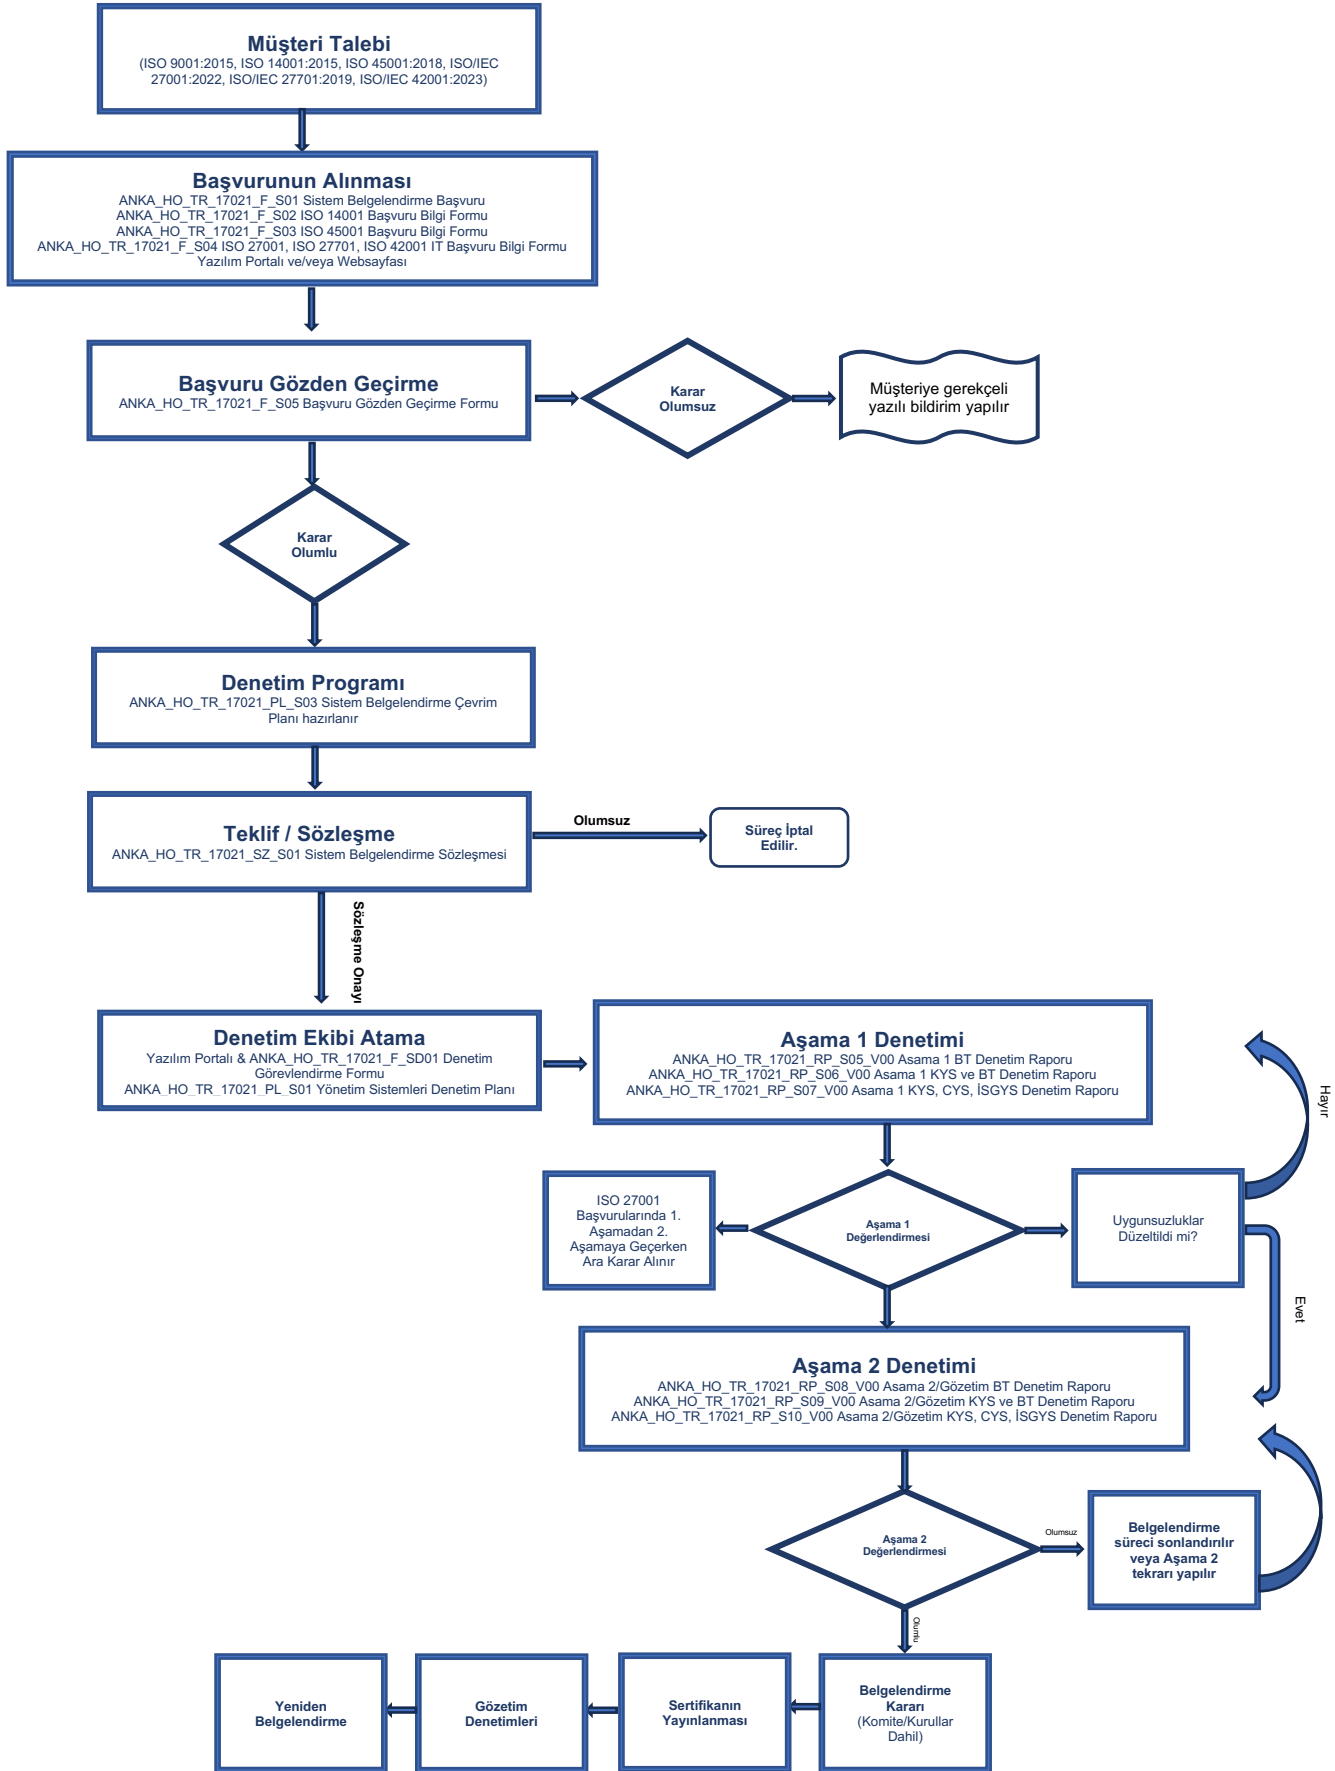 Müşteri Talebi
(ISO 9001:2015, ISO 14001:2015, ISO 45001:2018, ISO/IEC
27001:2022, ISO/IEC 27701:2019, ISO/IEC 42001:2023)
Başvurunun Alınması
ANKA_HO_TR_17021_F_S01 Sistem Belgelendirme Başvuru
ANKA_HO_TR_17021_F_S02 ISO 14001 Başvuru Bilgi Formu
ANKA_HO_TR_17021_F_S03 ISO 45001 Başvuru Bilgi Formu
ANKA_HO_TR_17021_F_S04 ISO 27001, ISO 27701, ISO 42001 IT Başvuru Bilgi Formu
Yazılım Portalı ve/veya Websayfası
Başvuru Gözden Geçirme
ANKA_HO_TR_17021_F_S05 Başvuru Gözden Geçirme Formu
Karar
Olumsuz
Müşteriye gerekçeli
yazılı bildirim yapılır
Karar
Olumlu
Denetim Programı
ANKA_HO_TR_17021_PL_S03 Sistem Belgelendirme Çevrim
Planı hazırlanır
Teklif / Sözleşme
ANKA_HO_TR_17021_SZ_S01 Sistem Belgelendirme Sözleşmesi
Olumsuz
Süreç İptal
Edilir.
Sözleşme Onayı
Denetim Ekibi Atama
Yazılım Portalı & ANKA_HO_TR_17021_F_SD01 Denetim
Görevlendirme Formu
ANKA_HO_TR_17021_PL_S01 Yönetim Sistemleri Denetim Planı
Aşama 1 Denetimi
ANKA_HO_TR_17021_RP_S05_V00 Asama 1 BT Denetim Raporu
ANKA_HO_TR_17021_RP_S06_V00 Asama 1 KYS ve BT Denetim Raporu
ANKA_HO_TR_17021_RP_S07_V00 Asama 1 KYS, CYS, İSGYS Denetim Raporu
Hayır
ISO 27001
Başvurularında 1.
Aşamadan 2.
Aşamaya Geçerken
Ara Karar Alınır
Aşama 1
Değerlendirmesi
Uygunsuzluklar
Düzeltildi mi?
Evet
Aşama 2 Denetimi
ANKA_HO_TR_17021_RP_S08_V00 Asama 2/Gözetim BT Denetim Raporu
ANKA_HO_TR_17021_RP_S09_V00 Asama 2/Gözetim KYS ve BT Denetim Raporu
ANKA_HO_TR_17021_RP_S10_V00 Asama 2/Gözetim KYS, CYS, İSGYS Denetim Raporu
Aşama 2
Değerlendirmesi
Olumsuz
Belgelendirme
süreci sonlandırılır
veya Aşama 2
tekrarı yapılır
Olumlu
Yeniden
Belgelendirme
Gözetim
Denetimleri
Sertifikanın
Yayınlanması
Belgelendirme
Kararı
(Komite/Kurullar
Dahil)